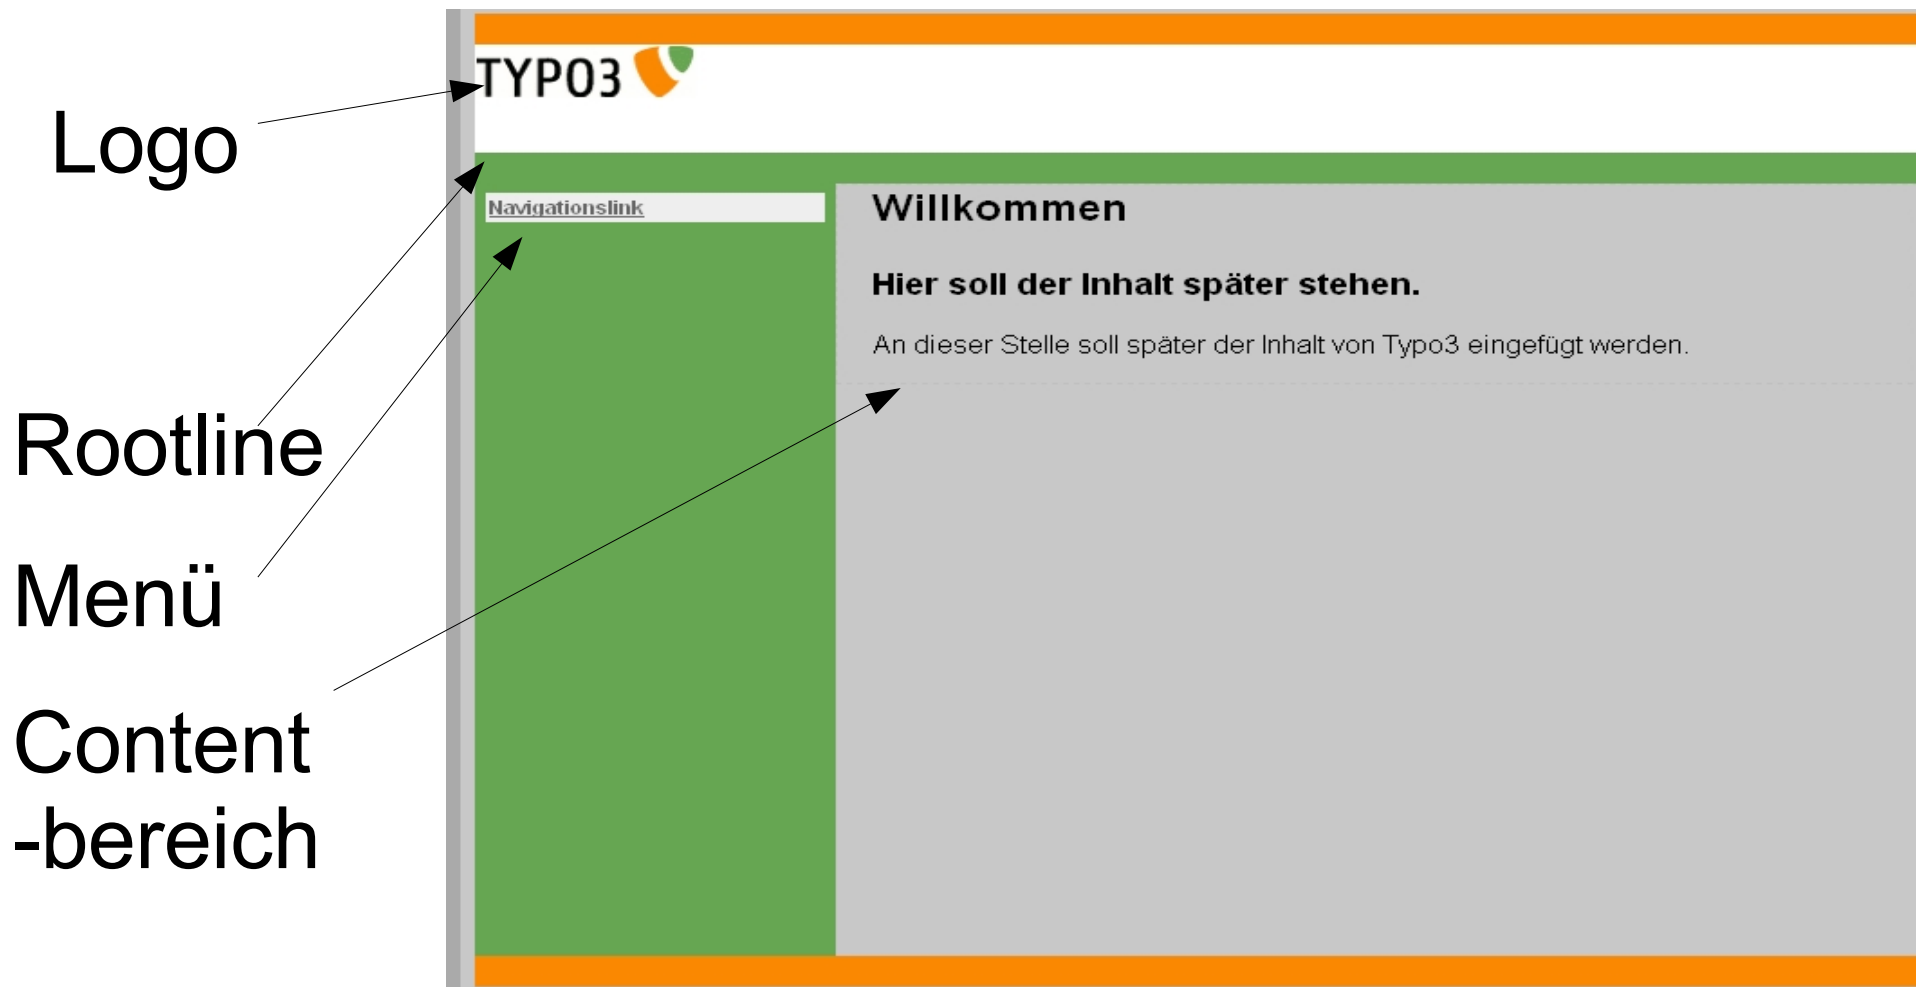 TYPO3
Logo
Navigationslink
Willkommen
Hier soll der Inhalt später stehen.
An dieser Stelle soll später der Inhalt von Typo3 eingefügt werden.
Rootline
Menü
Content
-bereich